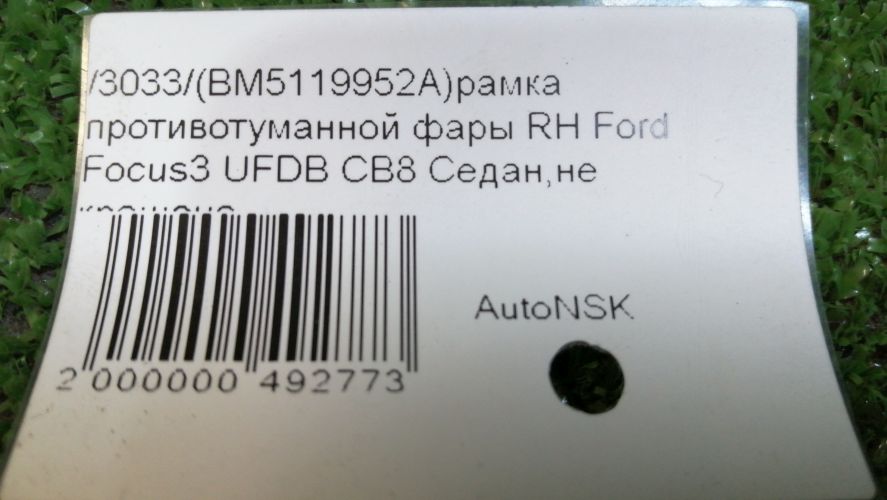 /3033/(BM5119952A)рамка
противотуманной фары RH Ford
Focus3 UFDB CB8 Седан,не
AutoNSK
2 000000 492773